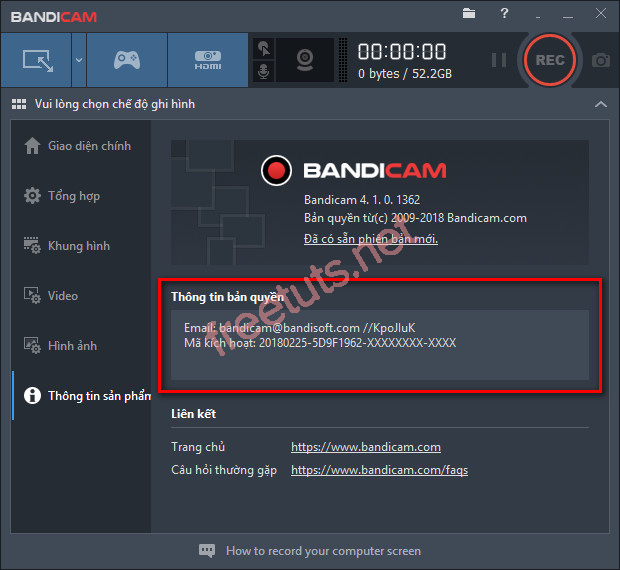 BANDICAM
?
HDMI
00:00:00
0 bytes / 52.2GB
REC
Vui lòng chọn chế độ ghi hình
Giao diện chính
Tổng hợp
Khung hình
Video
Hình ảnh
Thông tin sản phẩm
BANDICAM
Bandicam 4. 1. 0. 1362
Bản quyền từ(c) 2009-2018 Bandicam.com
Đã có sẵn phiên bản mới.
Thông tin bản quyền
Email: bandicam@bandisoft.com //KpoJIuK
Mã kích hoạt: 20180225-5D9F1962-XXXXXXXX-XXXX
freetuts.net
Liên kết
Trang chủ https://www.bandicam.com
Câu hỏi thường gặp https://www.bandicam.com/faqs
How to record your computer screen